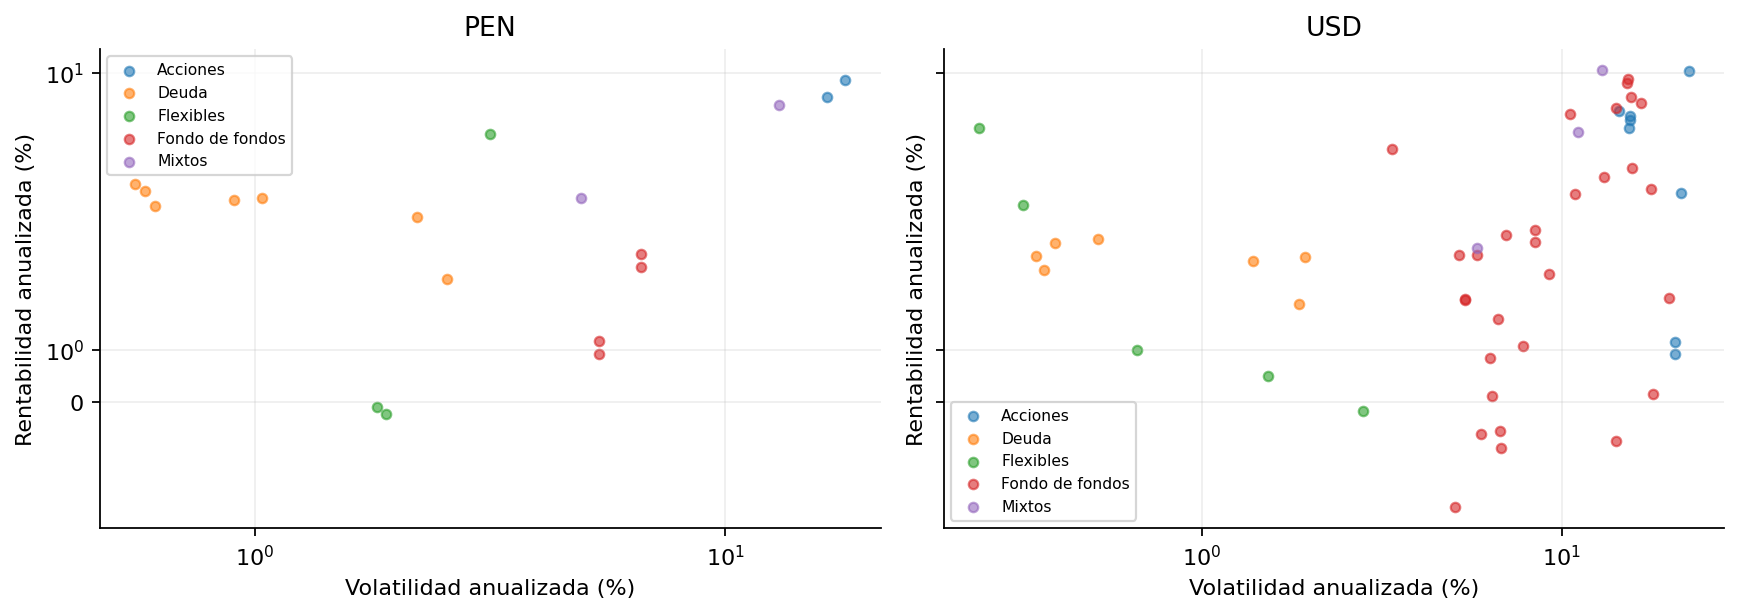 PEN
Rentabilidad anualizada (%)
10¹
10⁰
0
Acciones
Deuda
Flexibles
Fondo de fondos
Mixtos
10⁰
10¹
Volatilidad anualizada (%)
USD
Rentabilidad anualizada (%)
Acciones
Deuda
Flexibles
Fondo de fondos
Mixtos
10⁰
10¹
Volatilidad anualizada (%)